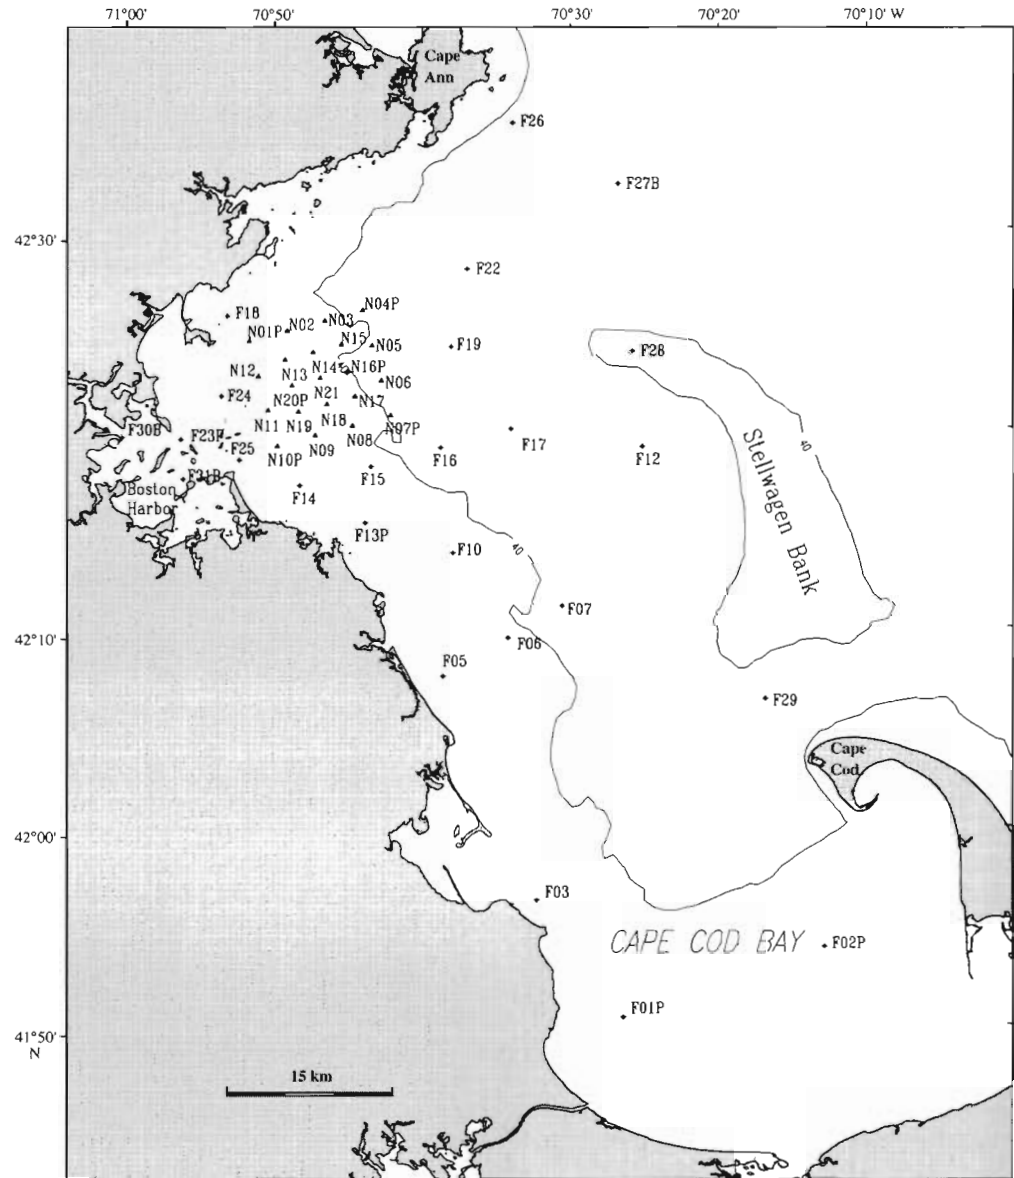 71°00'
70°50'
70°30'
70°20'
70°10' W
Cape
Ann
F26
F27B
42°30'
F22
N04P
F18
N03
N02
N01P
N15
N05
F19
F28
40
N14
N16P
N12
N13
N06
N21
F24
N20P
N17
N11
N19
N18
N07P
F30B
F23P
F25
N09
N08
F17
N10P
F16
F12
F15
F31B
Boston
Harbor
F14
Stellwagen Bank
F13P
F10
40
F07
42°10'
F06
F05
F29
Cape
Cod
42°00'
F03
CAPE COD BAY
F02P
F01P
41°50'
N
15 km